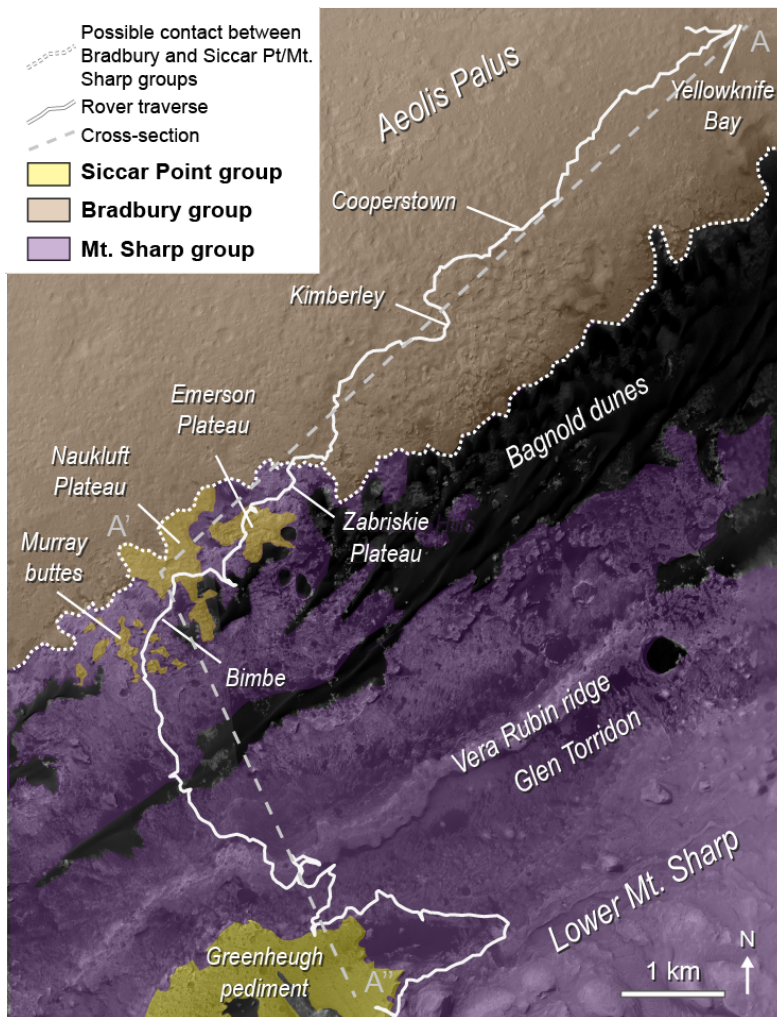 Possible contact between
Bradbury and Siccar Pt/Mt.
Sharp groups
Rover traverse
Cross-section
Siccar Point group
Bradbury group
Mt. Sharp group
Aeolis Palus
A
Yellowknife
Bay
Cooperstown
Kimberley
Emerson
Plateau
Bagnold dunes
Naukluft
Plateau
A'
Zabriskie
Plateau
Murray
buttes
Bimbe
Vera Rubin ridge
Glen Torridon
Lower Mt. Sharp
Greenheugh
pediment
A''
1 km
N